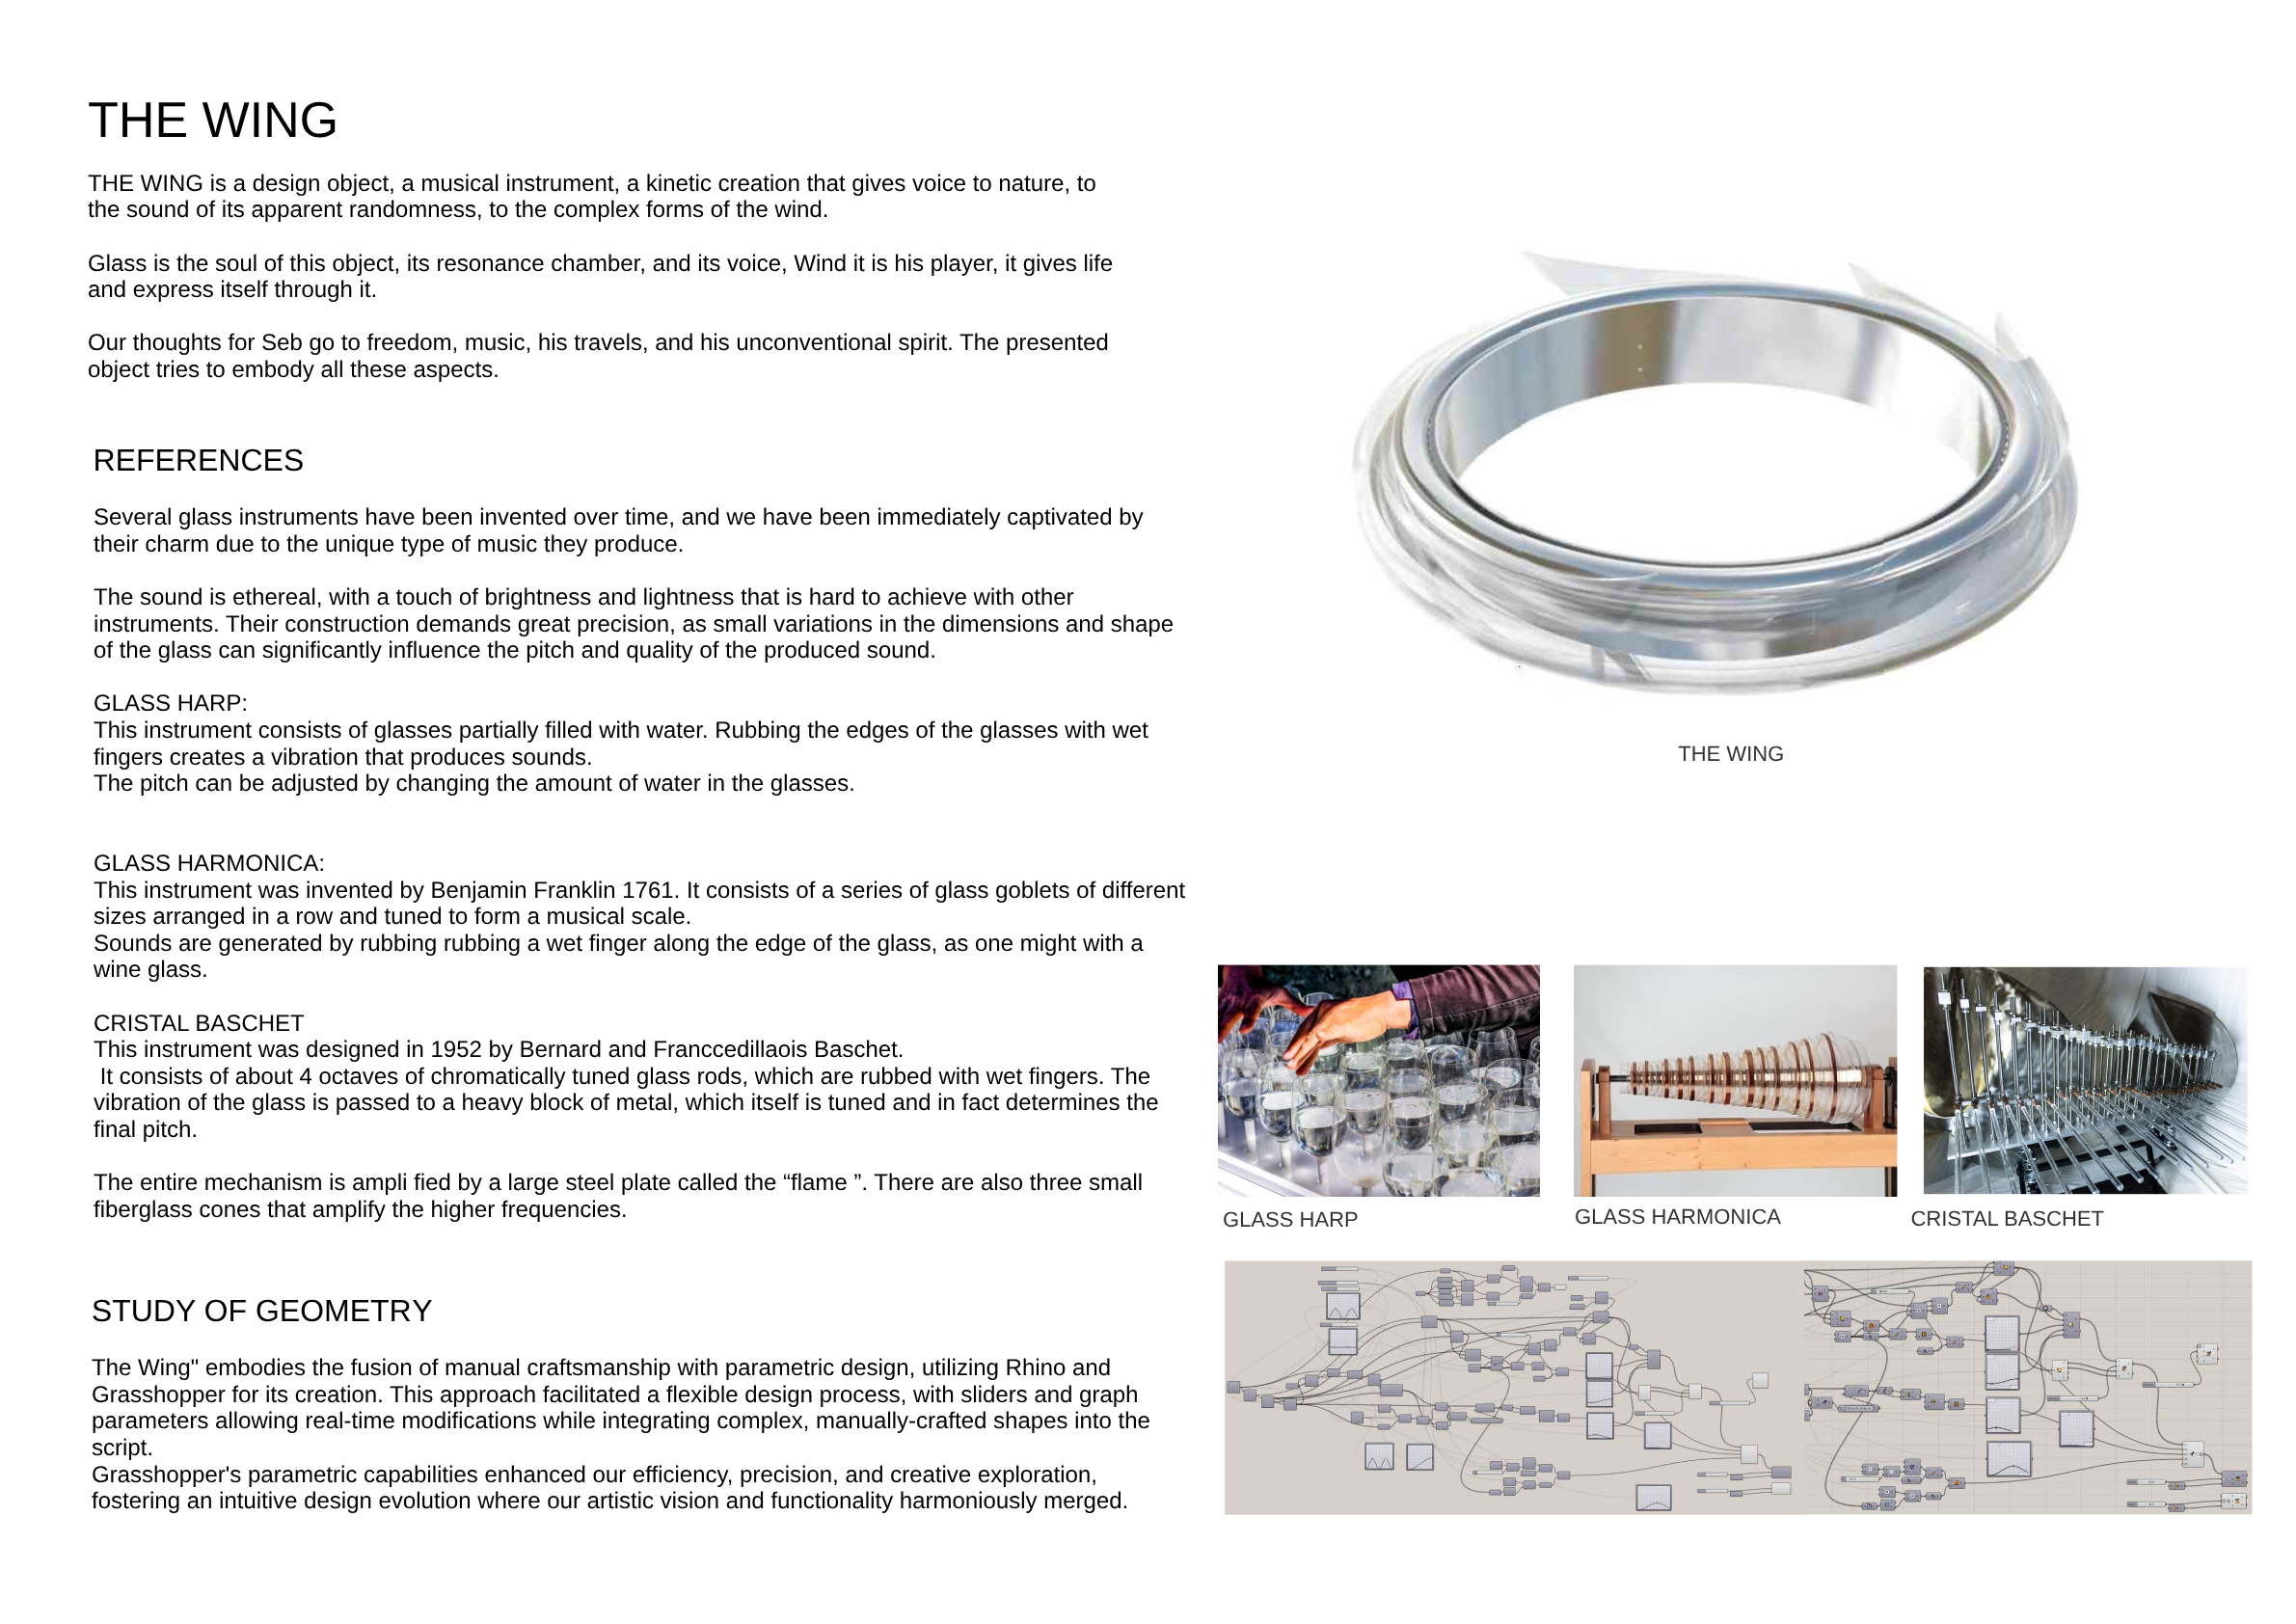 THE WING
THE WING is a design object, a musical instrument, a kinetic creation that gives voice to nature, to
the sound of its apparent randomness, to the complex forms of the wind.
Glass is the soul of this object, its resonance chamber, and its voice, Wind it is his player, it gives life
and express itself through it.
Our thoughts for Seb go to freedom, music, his travels, and his unconventional spirit. The presented
object tries to embody all these aspects.
REFERENCES
Several glass instruments have been invented over time, and we have been immediately captivated by
their charm due to the unique type of music they produce.
The sound is ethereal, with a touch of brightness and lightness that is hard to achieve with other
instruments. Their construction demands great precision, as small variations in the dimensions and shape
of the glass can significantly influence the pitch and quality of the produced sound.
GLASS HARP:
This instrument consists of glasses partially filled with water. Rubbing the edges of the glasses with wet
fingers creates a vibration that produces sounds.
The pitch can be adjusted by changing the amount of water in the glasses.
GLASS HARMONICA:
This instrument was invented by Benjamin Franklin 1761. It consists of a series of glass goblets of different
sizes arranged in a row and tuned to form a musical scale.
Sounds are generated by rubbing rubbing a wet finger along the edge of the glass, as one might with a
wine glass.
CRISTAL BASCHET
This instrument was designed in 1952 by Bernard and Franccedillaois Baschet.
It consists of about 4 octaves of chromatically tuned glass rods, which are rubbed with wet fingers. The
vibration of the glass is passed to a heavy block of metal, which itself is tuned and in fact determines the
final pitch.
The entire mechanism is ampli fied by a large steel plate called the “flame ”. There are also three small
fiberglass cones that amplify the higher frequencies.
STUDY OF GEOMETRY
The Wing" embodies the fusion of manual craftsmanship with parametric design, utilizing Rhino and
Grasshopper for its creation. This approach facilitated a flexible design process, with sliders and graph
parameters allowing real-time modifications while integrating complex, manually-crafted shapes into the
script.
Grasshopper's parametric capabilities enhanced our efficiency, precision, and creative exploration,
fostering an intuitive design evolution where our artistic vision and functionality harmoniously merged.
THE WING
GLASS HARP
GLASS HARMONICA
CRISTAL BASCHET